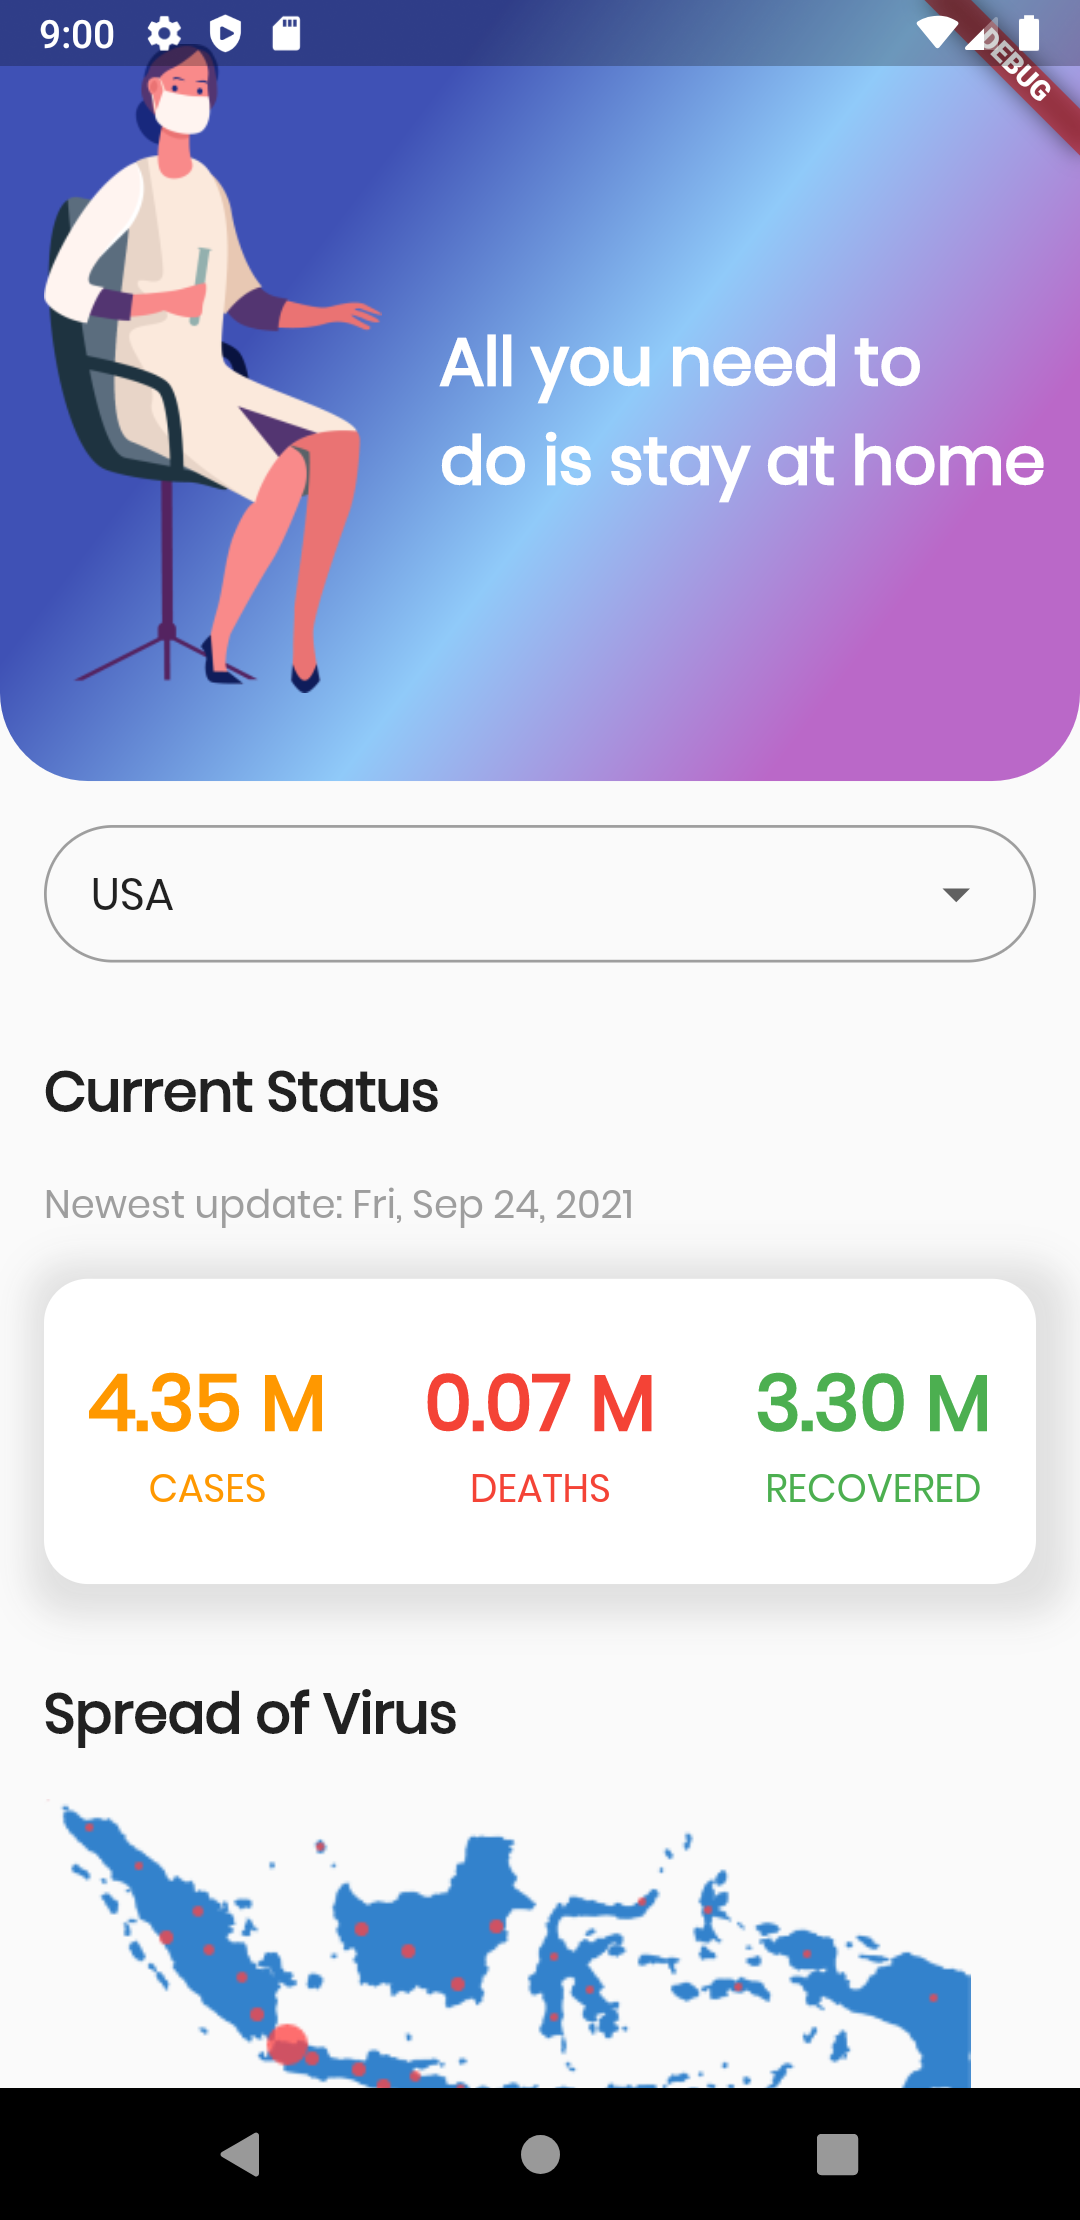 9:00
DEBUG
All you need to
do is stay at home
USA
Current Status
Newest update: Fri, Sep 24, 2021
4.35 M 0.07 M 3.30 M
CASES DEATHS RECOVERED
Spread of Virus